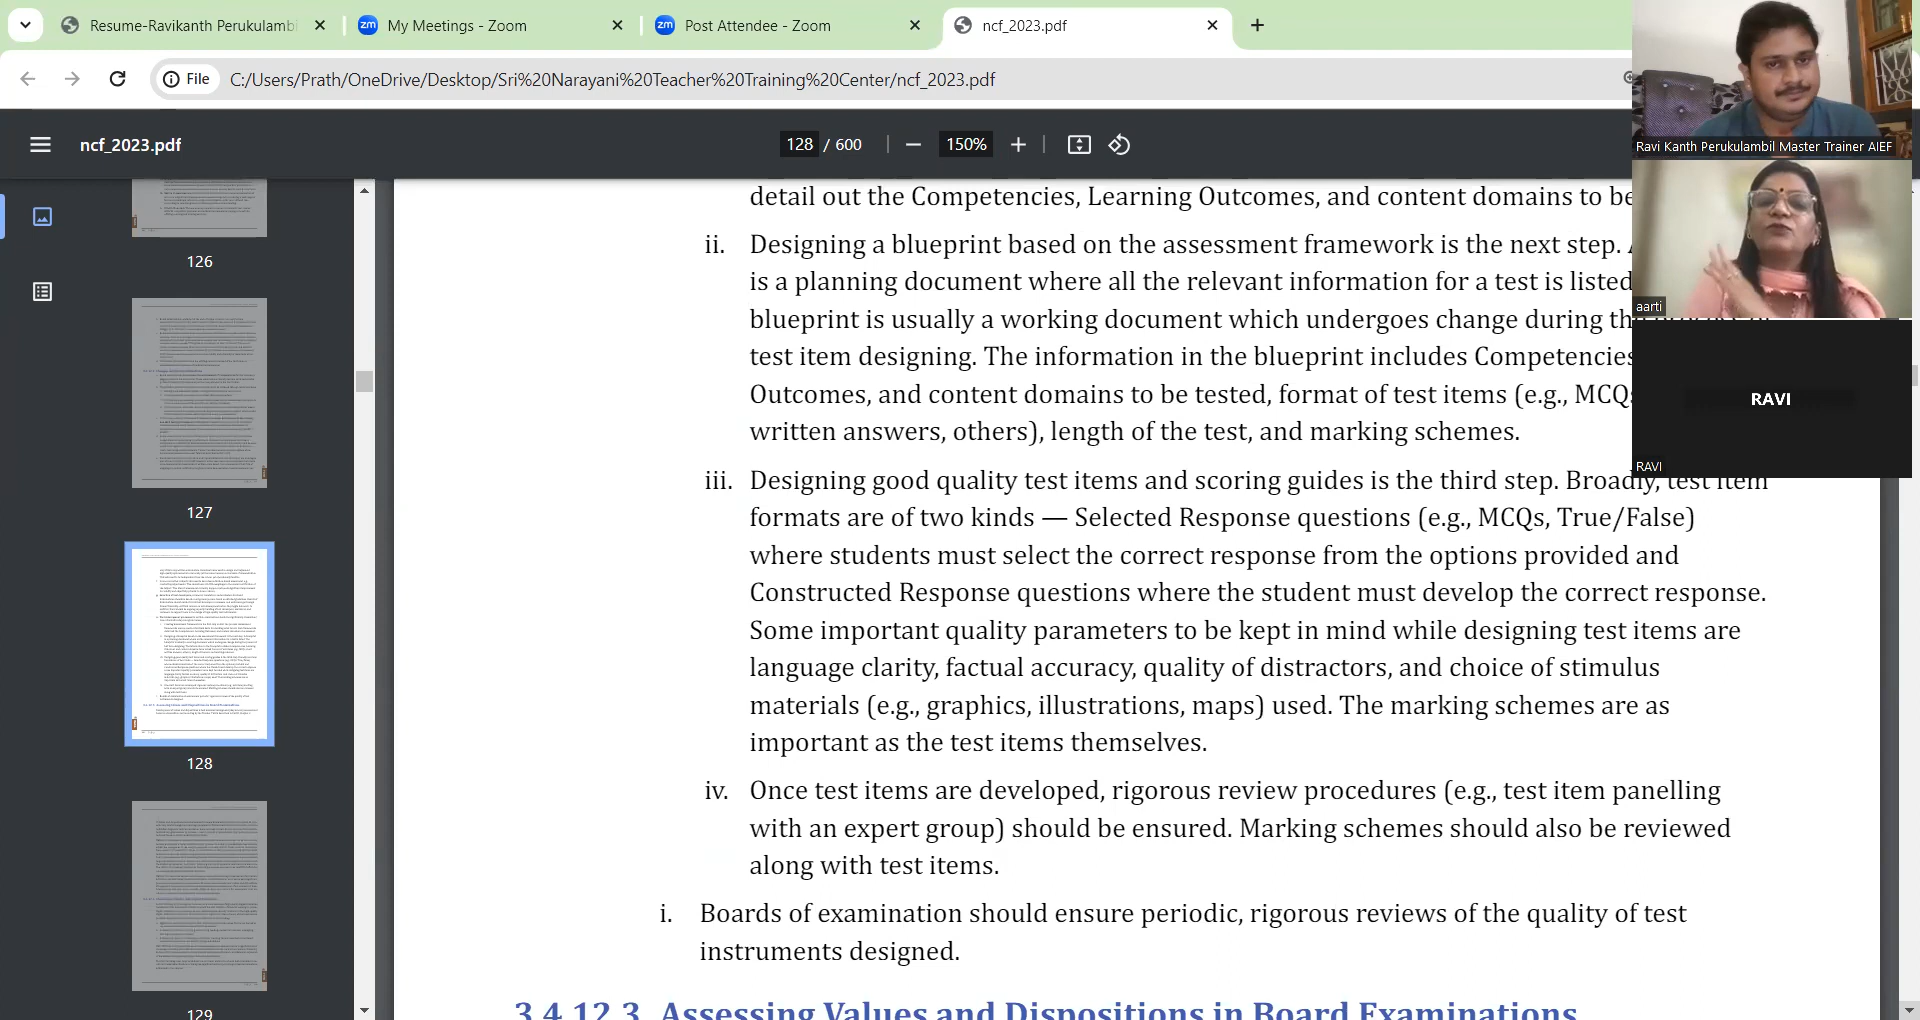 Resume-Ravikanth Perukulambi
My Meetings - Zoom
Post Attendee - Zoom
ncf_2023.pdf
File
C:/Users/Prath/OneDrive/Desktop/Sri%20Narayani%20Teacher%20Training%20Center/ncf_2023.pdf
ncf_2023.pdf
128 / 600
150%
126
127
128
129
detail out the Competencies, Learning Outcomes, and content domains to be
ii. Designing a blueprint based on the assessment framework is the next step.
is a planning document where all the relevant information for a test is listed
blueprint is usually a working document which undergoes change during
test item designing. The information in the blueprint includes Competencies
Outcomes, and content domains to be tested, format of test items (e.g., MCQs
written answers, others), length of the test, and marking schemes.
iii. Designing good quality test items and scoring guides is the third step. Broadly, test item
formats are of two kinds — Selected Response questions (e.g., MCQs, True/False)
where students must select the correct response from the options provided and
Constructed Response questions where the student must develop the correct response.
Some important quality parameters to be kept in mind while designing test items are
language clarity, factual accuracy, quality of distractors, and choice of stimulus
materials (e.g., graphics, illustrations, maps) used. The marking schemes are as
important as the test items themselves.
iv. Once test items are developed, rigorous review procedures (e.g., test item panelling
with an expert group) should be ensured. Marking schemes should also be reviewed
along with test items.
i. Boards of examination should ensure periodic, rigorous reviews of the quality of test
instruments designed.
3.4.12.3 Assessing Values and Dispositions in Board Examinations
Ravi Kanth Perukulambil Master Trainer AIEF
aarti
RAVI
RAVI